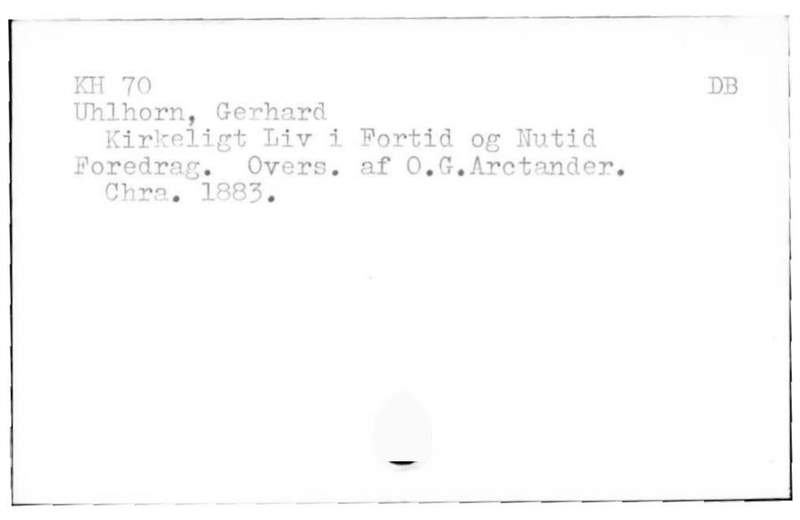 KH 70 DB
Uhlhorn, Gerhard
Kirkeligt Liv i Fortid og Nutid
Foredrag. Overs. af O.G.Arctander.
Chra. 1883.